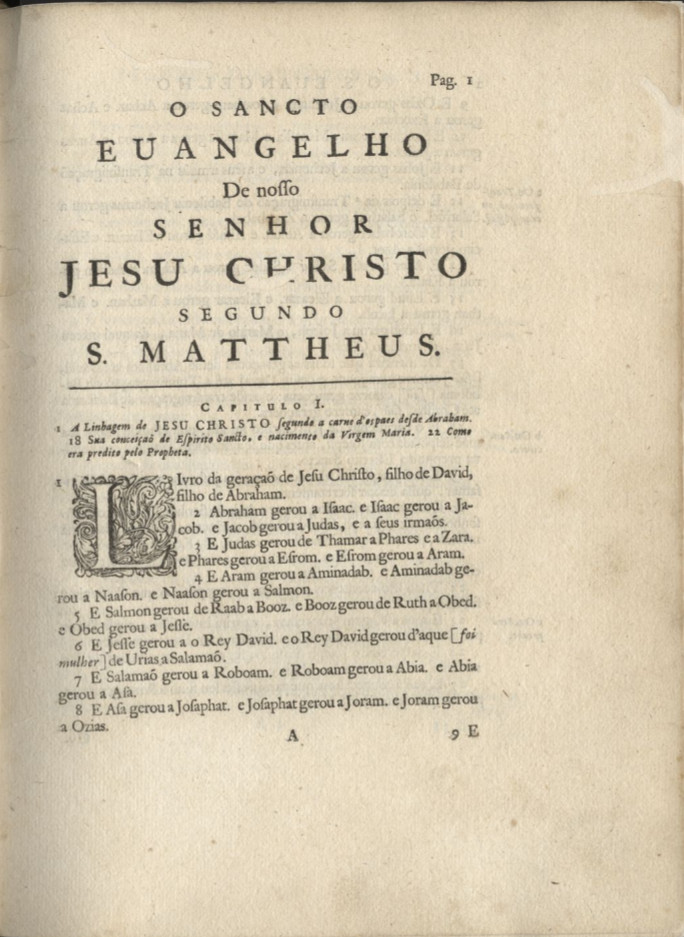 Pag. 1
O SANCTO
EUANGELHO
De noſſo
SENHOR
JESU CHRISTO
SEGUNDO
S. MATTHEUS.
CAPITULO I.
1 A Linhagem de JESU CHRISTO ſegundo a carne d'eſpaes deſde Abraham.
18 Sua conceiçaõ de Eſpirito Sancto, e nacimento da Virgem Maria. 22 Como
era predito pelo Propheta.
1 LIvro da geraçaõ de Jeſu Chriſto, filho de David,
filho de Abraham.
2 Abraham gerou a Iſaac. e Iſaac gerou a Ja-
cob. e Jacob gerou a Judas, e a ſeus irmaõs.
3 E Judas gerou de Thamar a Phares e a Zara.
e Phares gerou a Eſrom. e Eſrom gerou a Aram.
4 E Aram gerou a Aminadab. e Aminadab ge-
rou a Naaſon. e Naaſon gerou a Salmon.
5 E Salmon gerou de Raab a Booz. e Booz gerou de Ruth a Obed.
e Obed gerou a Jeſſe.
6 E Jeſſe gerou a o Rey David. e o Rey David gerou d'aque [foi
mulher] de Urias a Salamaõ.
7 E Salamaõ gerou a Roboam. e Roboam gerou a Abia. e Abia
gerou a Aſa.
8 E Aſa gerou a Joſaphat. e Joſaphat gerou a Joram. e Joram gerou
a Ozias.
A 9 E